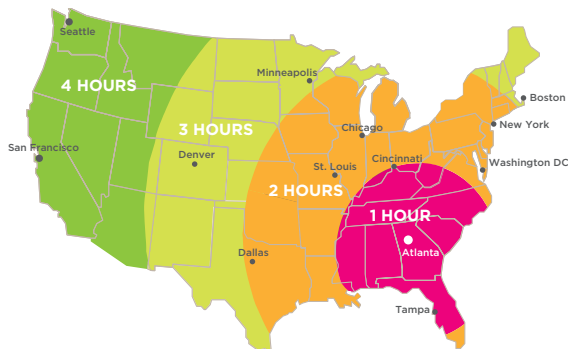 Seattle
4 HOURS
Minneapolis
Boston
3 HOURS
Chicago
New York
San Francisco
Denver
St. Louis
Cincinnati
Washington DC
2 HOURS
1 HOUR
Dallas
Atlanta
Tampa